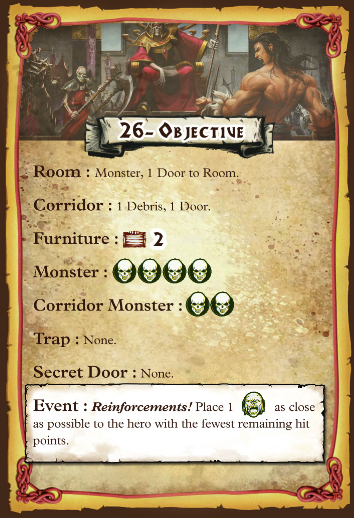 26- Objective
Room : Monster, 1 Door to Room.
Corridor : 1 Debris, 1 Door.
Furniture : 2
Monster :
Corridor Monster :
Trap : None.
Secret Door : None.
Event : Reinforcements! Place 1 as close
as possible to the hero with the fewest remaining hit
points.